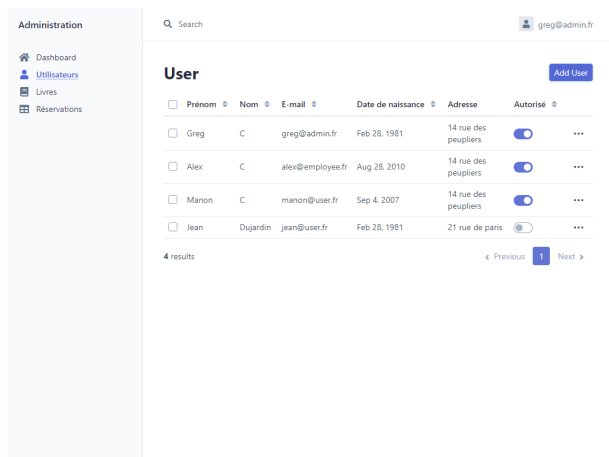 Administration
Search
greg@admin.fr
Dashboard
Utilisateurs
Livres
Réservations
User
Add User
Prénom Nom E-mail Date de naissance Adresse Autorisé
Greg C greg@admin.fr Feb 28, 1981 14 rue des
peupliers
Alex C alex@employee.fr Aug 28, 2010 14 rue des
peupliers
Manon C manon@user.fr Sep 4, 2007 14 rue des
peupliers
Jean Dujardin jean@user.fr Feb 28, 1981 21 rue de paris
4 results
Previous 1 Next